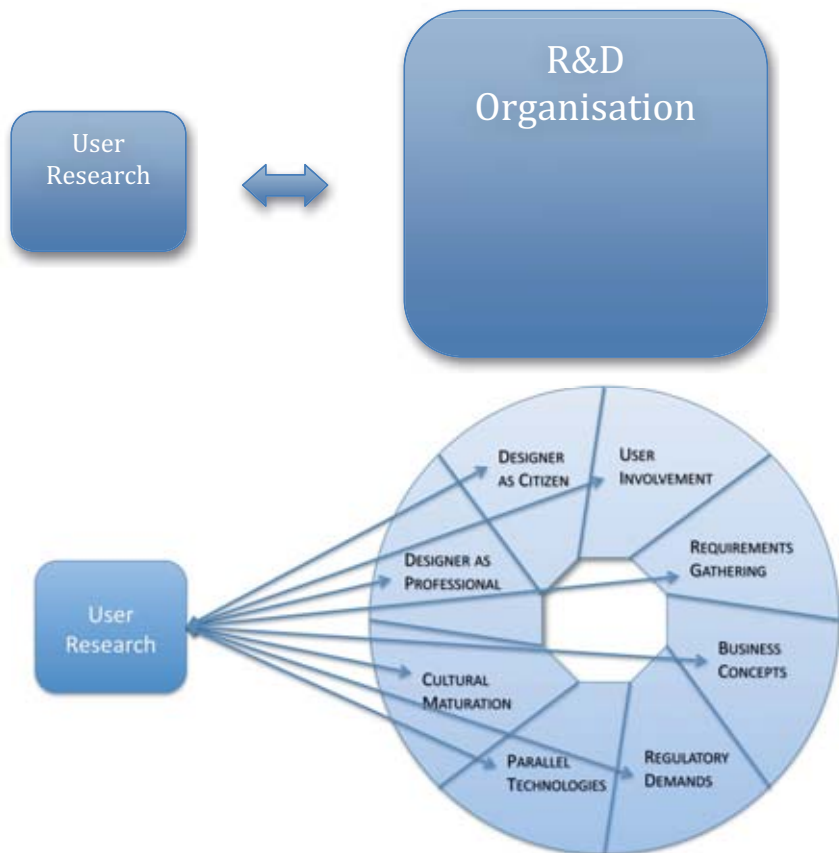 User
Research
R&D
Organisation
DESIGNER
AS CITIZEN
USER
INVOLVEMENT
DESIGNER AS
PROFESSIONAL
REQUIREMENTS
GATHERING
User
Research
BUSINESS
CONCEPTS
CULTURAL
MATURATION
PARALLEL
TECHNOLOGIES
REGULATORY
DEMANDS